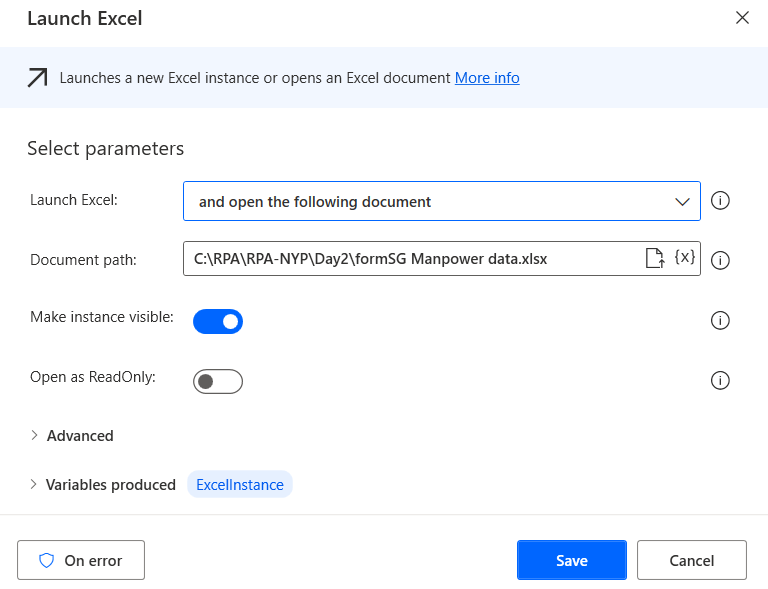 Launch Excel
Launches a new Excel instance or opens an Excel document More info
Select parameters
Launch Excel: and open the following document
Document path: C:\RPA\RPA-NYP\Day2\formSG Manpower data.xlsx {x}
Make instance visible:
Open as ReadOnly:
Advanced
Variables produced ExcelInstance
On error Save Cancel